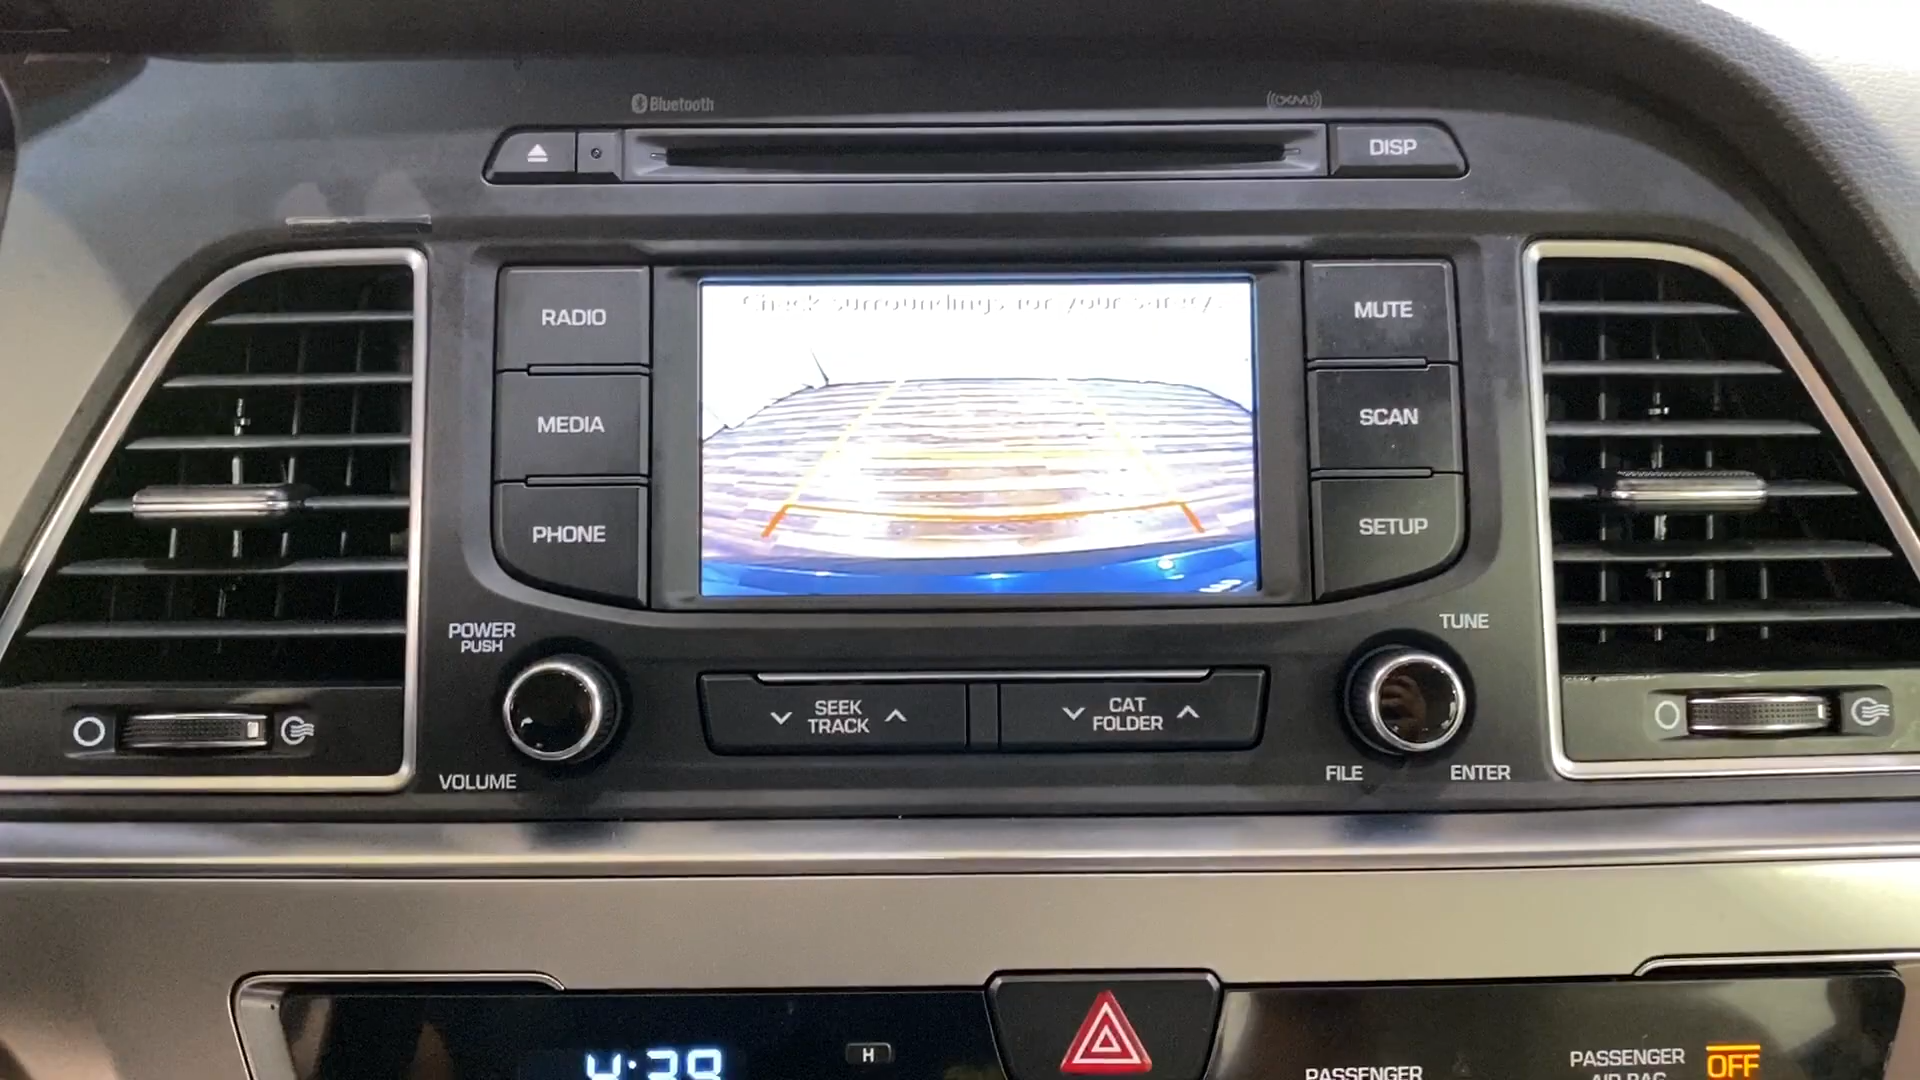 Bluetooth
((XM))
DISP
RADIO
MUTE
Check surroundings for your safety.
MEDIA
SCAN
PHONE
SETUP
POWER
PUSH
TUNE
SEEK
TRACK
CAT
FOLDER
VOLUME
FILE
ENTER
4:39
H
PASSENGER
PASSENGER
AIR BAG
OFF